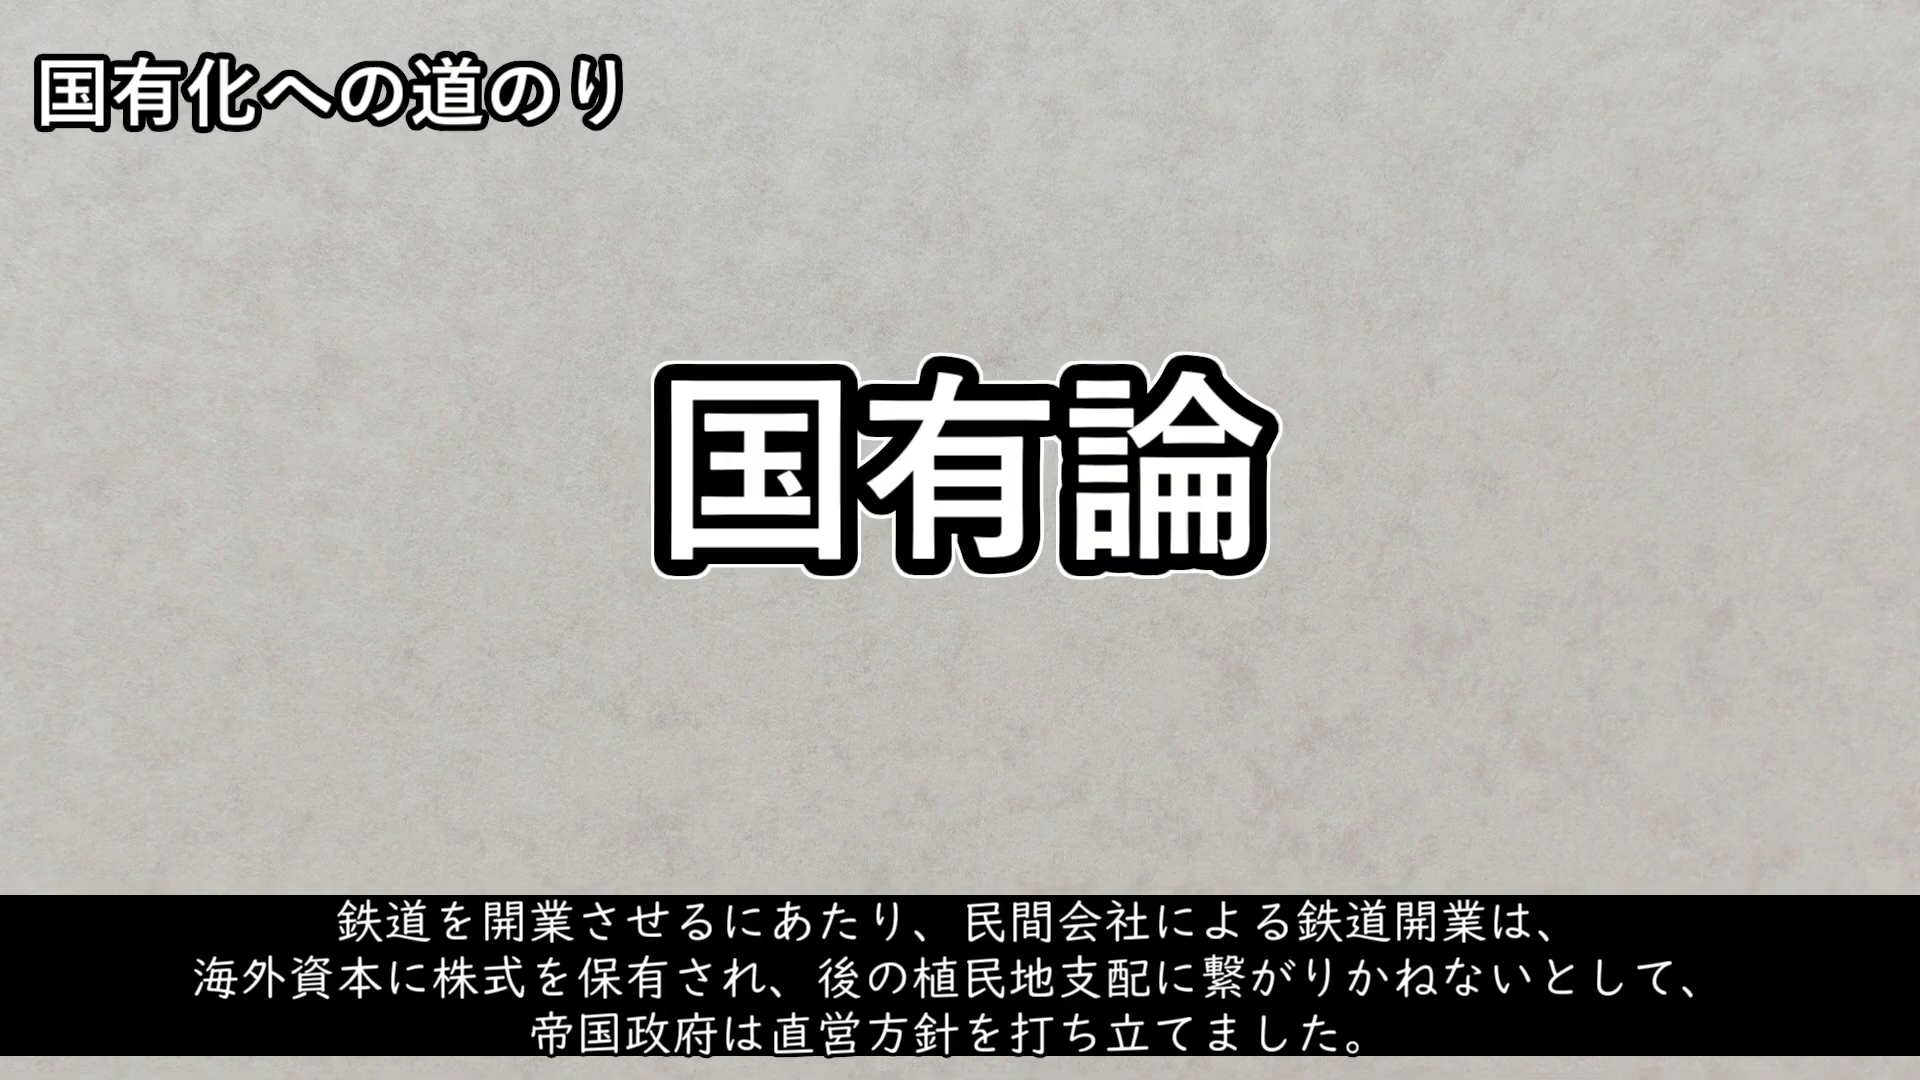 国有化への道のり
国有論
鉄道を開業させるにあたり、民間会社による鉄道開業は、
海外資本に株式を保有され、後の植民地支配に繋がりかねないとして、
帝国政府は直営方針を打ち立てました。